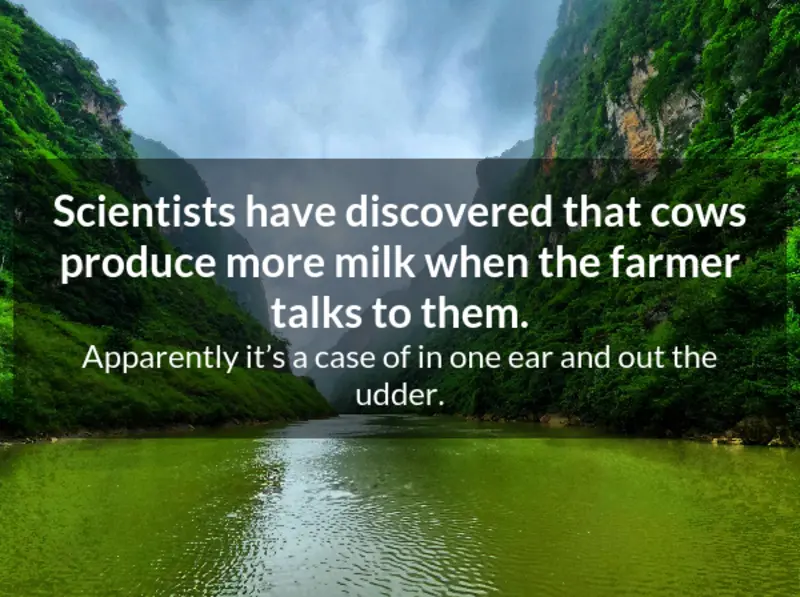 Scientists have discovered that cows
produce more milk when the farmer
talks to them.
Apparently it’s a case of in one ear and out the
udder.